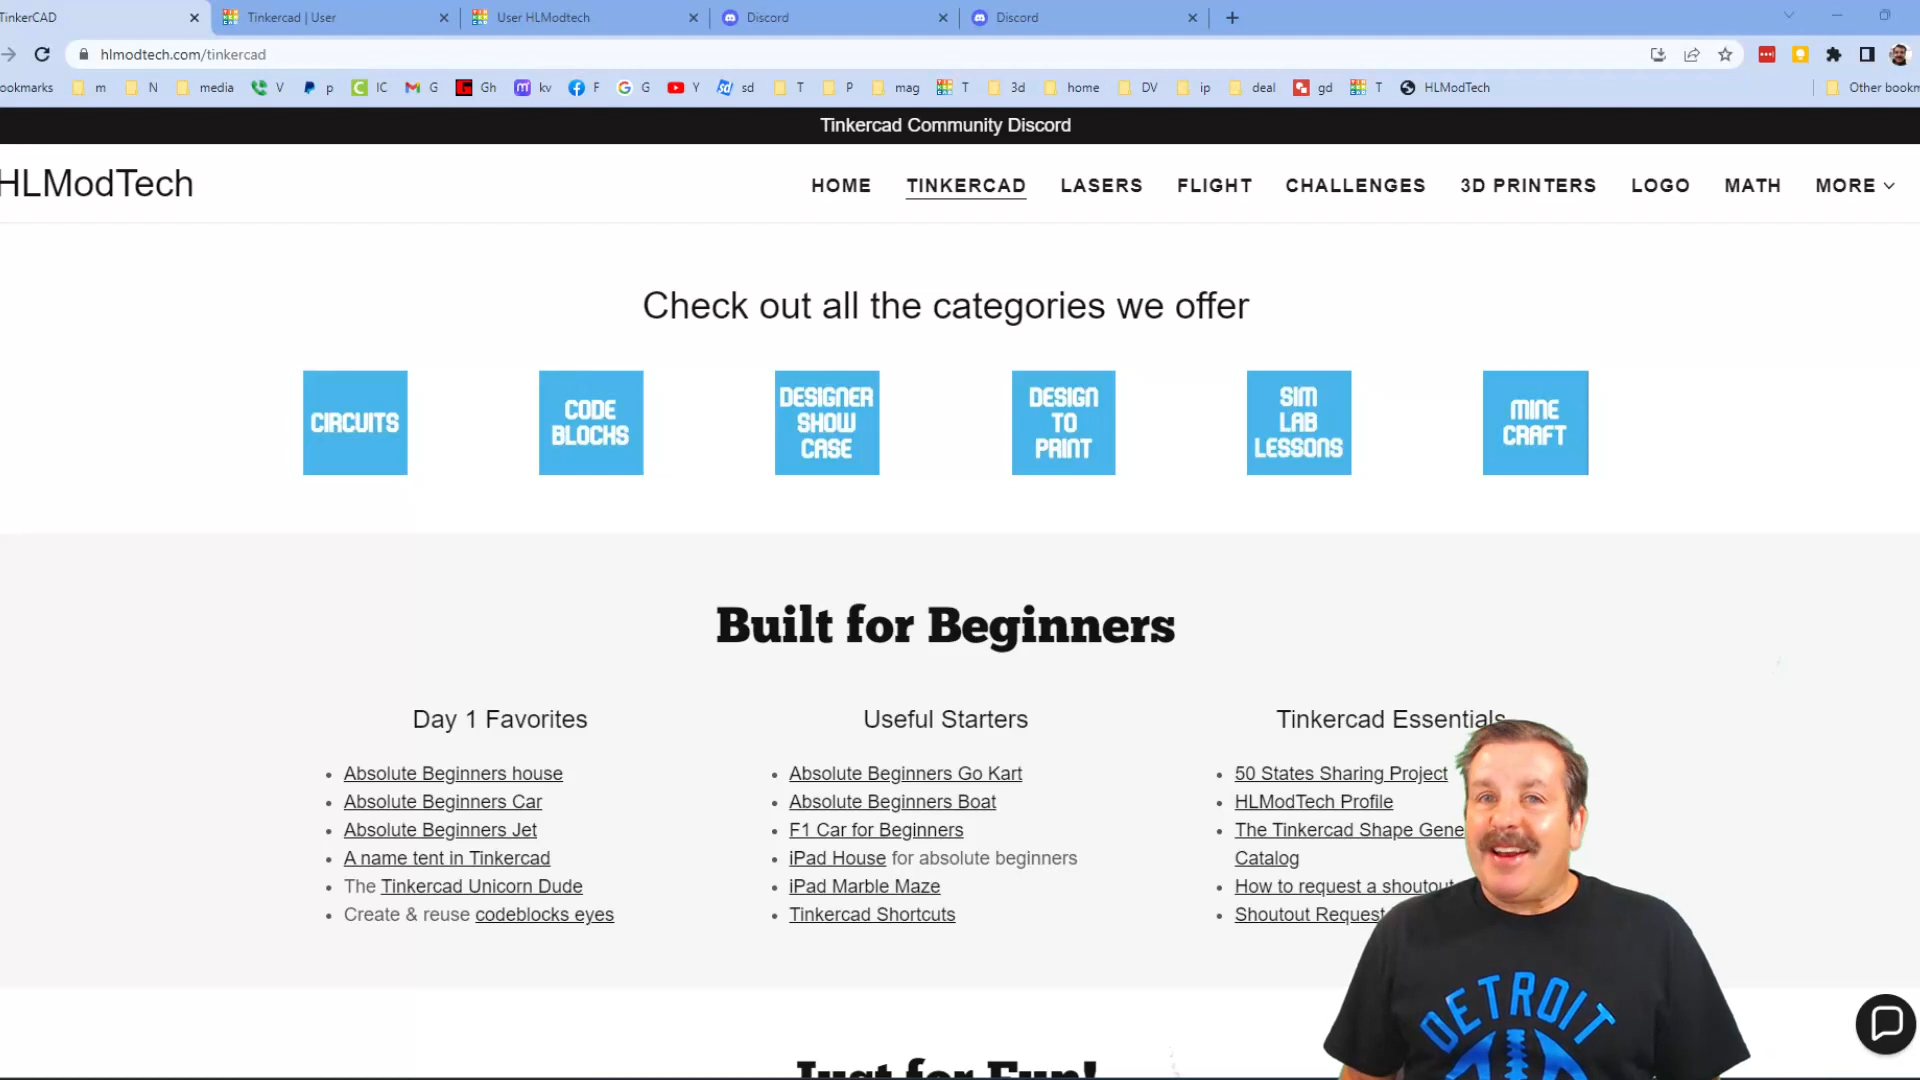 TinkerCAD
Tinkercad | User
User HLModtech
Discord
Discord
hlmodtech.com/tinkercad
ookmarks m N media V p IC G Gh kv F G Y sd T P mag T 3d home DV ip deal gd T HLModTech Other bookm
Tinkercad Community Discord
HLModTech
HOME TINKERCAD LASERS FLIGHT CHALLENGES 3D PRINTERS LOGO MATH MORE
Check out all the categories we offer
CIRCUITS
CODE
BLOCKS
DESIGNER
SHOW
CASE
DESIGN
TO
PRINT
SIM
LAB
LESSONS
MINE
CRAFT
Built for Beginners
Day 1 Favorites
Absolute Beginners house
Absolute Beginners Car
Absolute Beginners Jet
A name tent in Tinkercad
The Tinkercad Unicorn Dude
Create & reuse codeblocks eyes
Useful Starters
Absolute Beginners Go Kart
Absolute Beginners Boat
F1 Car for Beginners
iPad House for absolute beginners
iPad Marble Maze
Tinkercad Shortcuts
Tinkercad Essentials
50 States Sharing Project
HLModTech Profile
The Tinkercad Shape Gene
Catalog
How to request a shoutout
Shoutout Request
Just for Fun!
DETROIT